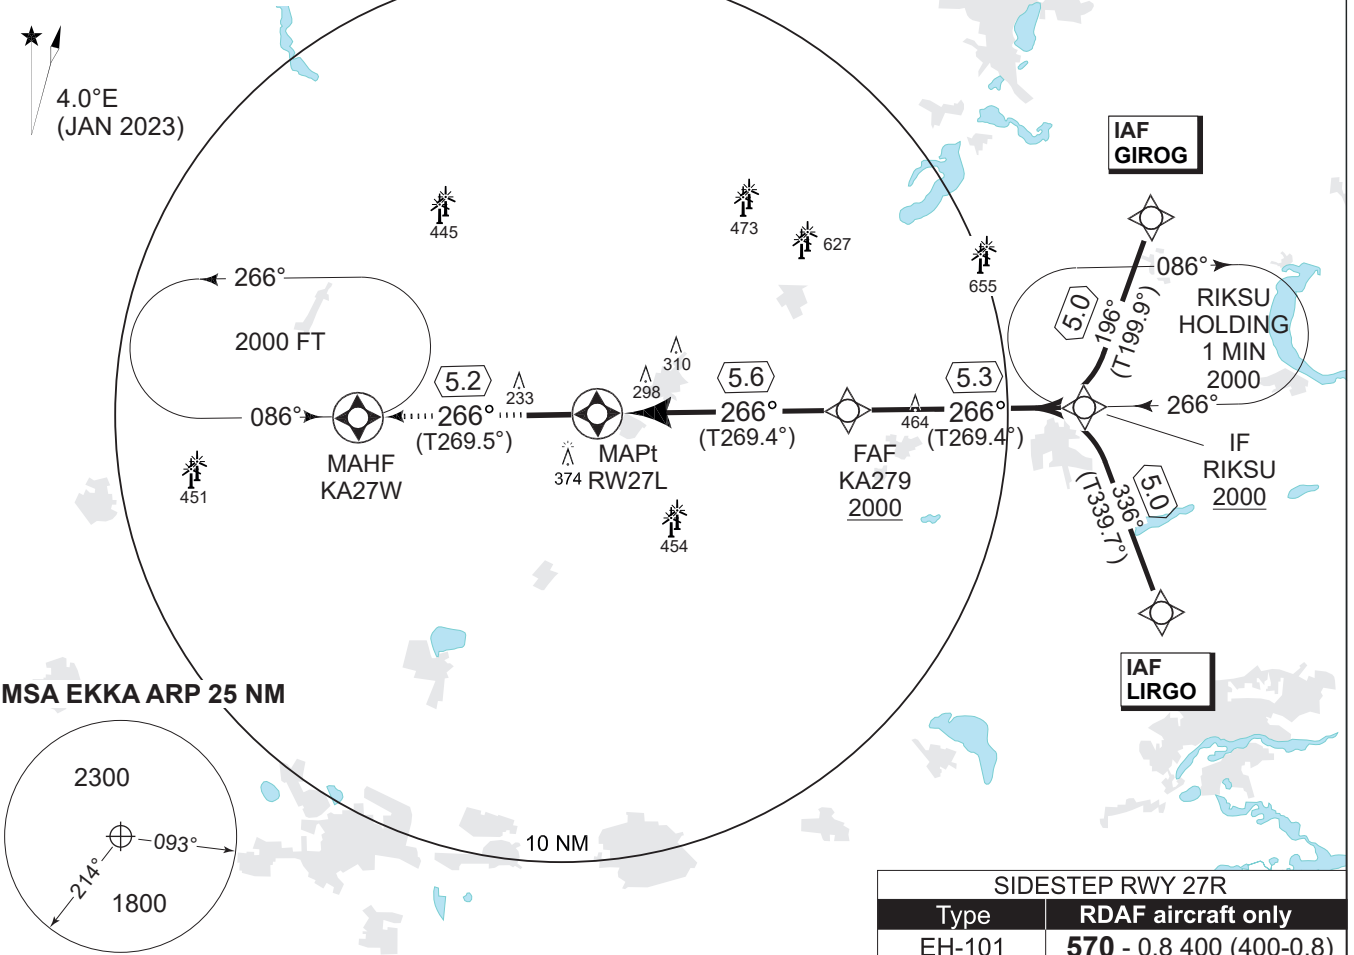 4.0°E
(JAN 2023)
IAF
GIROG
445
473
627
655
266°
2000 FT
086°
086°
RIKSU
HOLDING
1 MIN
2000
266°
5.0
196°
(T199.9°)
310
298
233
5.2
266°
(T269.5°)
5.6
266°
(T269.4°)
5.3
266°
(T269.4°)
464
MAHF
KA27W
374
MAPt
RW27L
FAF
KA279
2000
IF
RIKSU
2000
5.0
336°
(T339.7°)
451
454
IAF
LIRGO
MSA EKKA ARP 25 NM
2300
093°
214°
1800
10 NM
SIDESTEP RWY 27R
Type RDAF aircraft only
EH-101 570 - 0.8 400 (400-0.8)